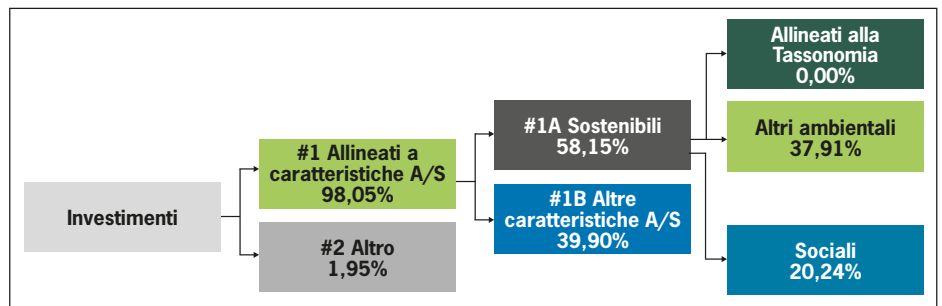 Investimenti
#1 Allineati a
caratteristiche A/S
98,05%
#2 Altro
1,95%
#1A Sostenibili
58,15%
#1B Altre
caratteristiche A/S
39,90%
Allineati alla
Tassonomia
0,00%
Altri ambientali
37,91%
Sociali
20,24%